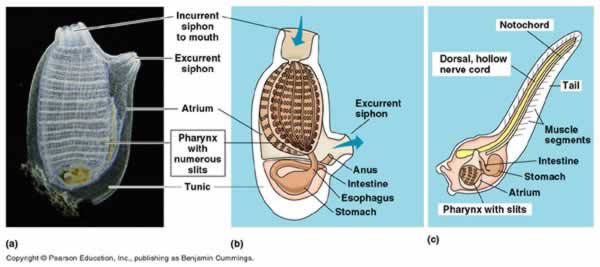 Incurrent
siphon
to mouth
Excurrent
siphon
Atrium
Pharynx
with
numerous
slits
Tunic
Excurrent
siphon
Anus
Intestine
Esophagus
Stomach
Notochord
Dorsal, hollow
nerve cord
Tail
Muscle
segments
Intestine
Stomach
Atrium
Pharynx with slits
(a)
(b)
(c)
Copyright © Pearson Education, Inc., publishing as Benjamin Cummings.